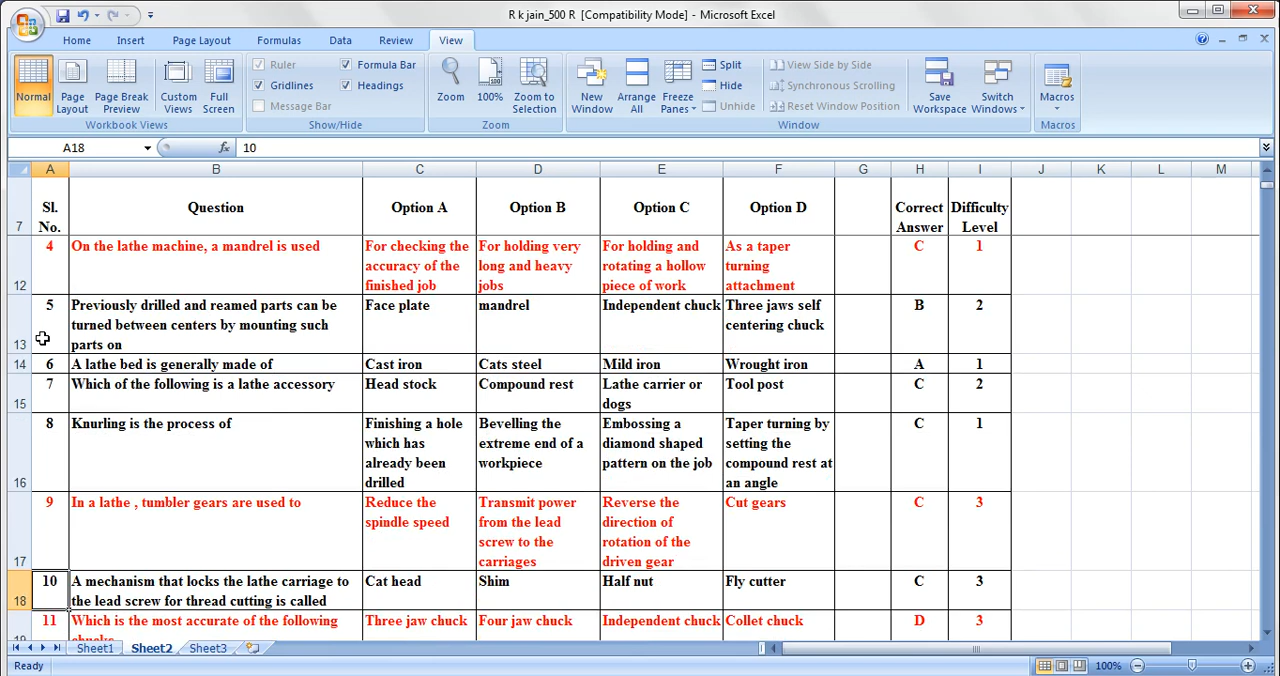 R k jain_500 R [Compatibility Mode] - Microsoft Excel
Home Insert Page Layout Formulas Data Review View
Normal Page Layout Page Break Preview Custom Views Full Screen
Ruler Formula Bar
Gridlines Headings
Message Bar
Zoom 100% Zoom to Selection
New Window Arrange All Freeze Panes
Split
Hide
Unhide
View Side by Side
Synchronous Scrolling
Reset Window Position
Save Workspace Switch Windows Macros
Workbook Views Show/Hide Zoom Window Macros
A18 fx 10
A B C D E F G H I J K L M
7 Sl. No. Question Option A Option B Option C Option D Correct Answer Difficulty Level
12 4 On the lathe machine, a mandrel is used For checking the accuracy of the finished job For holding very long and heavy jobs For holding and rotating a hollow piece of work As a taper turning attachment C 1
13 5 Previously drilled and reamed parts can be turned between centers by mounting such parts on Face plate mandrel Independent chuck Three jaws self centering chuck B 2
14 6 A lathe bed is generally made of Cast iron Cats steel Mild iron Wrought iron A 1
15 7 Which of the following is a lathe accessory Head stock Compound rest Lathe carrier or dogs Tool post C 2
16 8 Knurling is the process of Finishing a hole which has already been drilled Bevelling the extreme end of a workpiece Embossing a diamond shaped pattern on the job Taper turning by setting the compound rest at an angle C 1
17 9 In a lathe , tumbler gears are used to Reduce the spindle speed Transmit power from the lead screw to the carriages Reverse the direction of rotation of the driven gear Cut gears C 3
18 10 A mechanism that locks the lathe carriage to the lead screw for thread cutting is called Cat head Shim Half nut Fly cutter C 3
19 11 Which is the most accurate of the following chucks Three jaw chuck Four jaw chuck Independent chuck Collet chuck D 3
Sheet1 Sheet2 Sheet3
Ready 100%